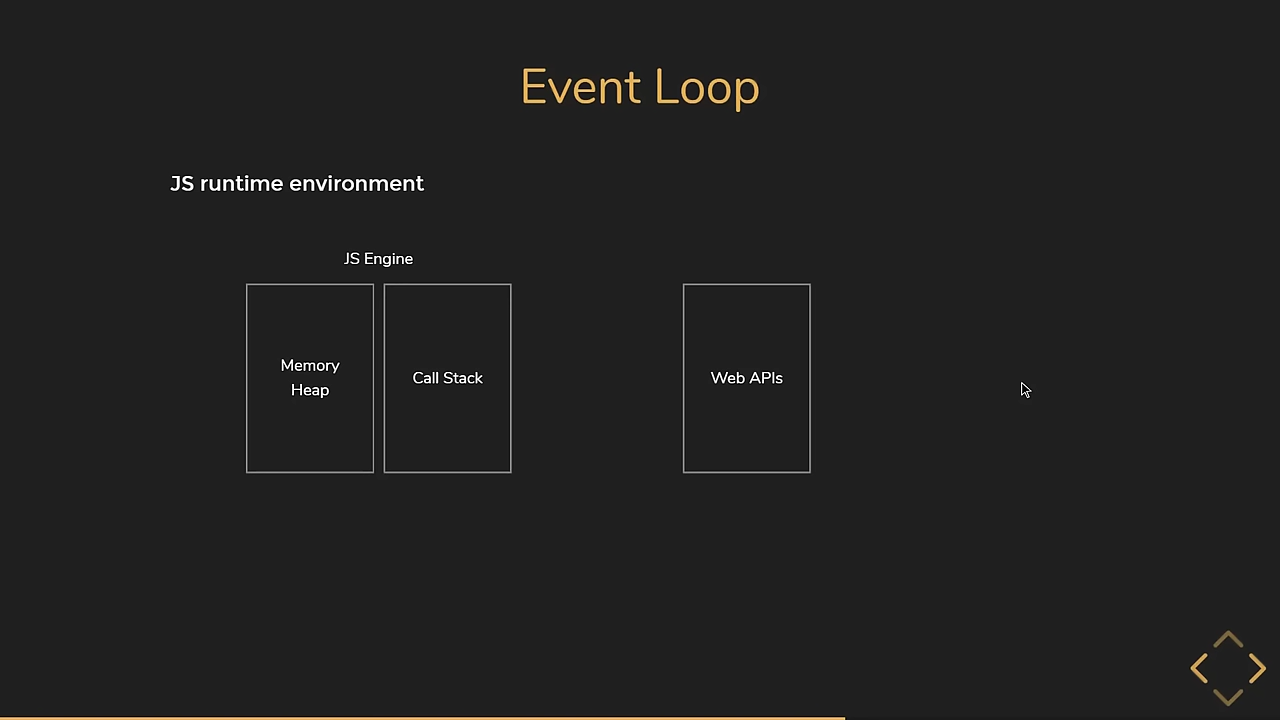 Event Loop
JS runtime environment
JS Engine
Memory
Heap
Call Stack
Web APIs